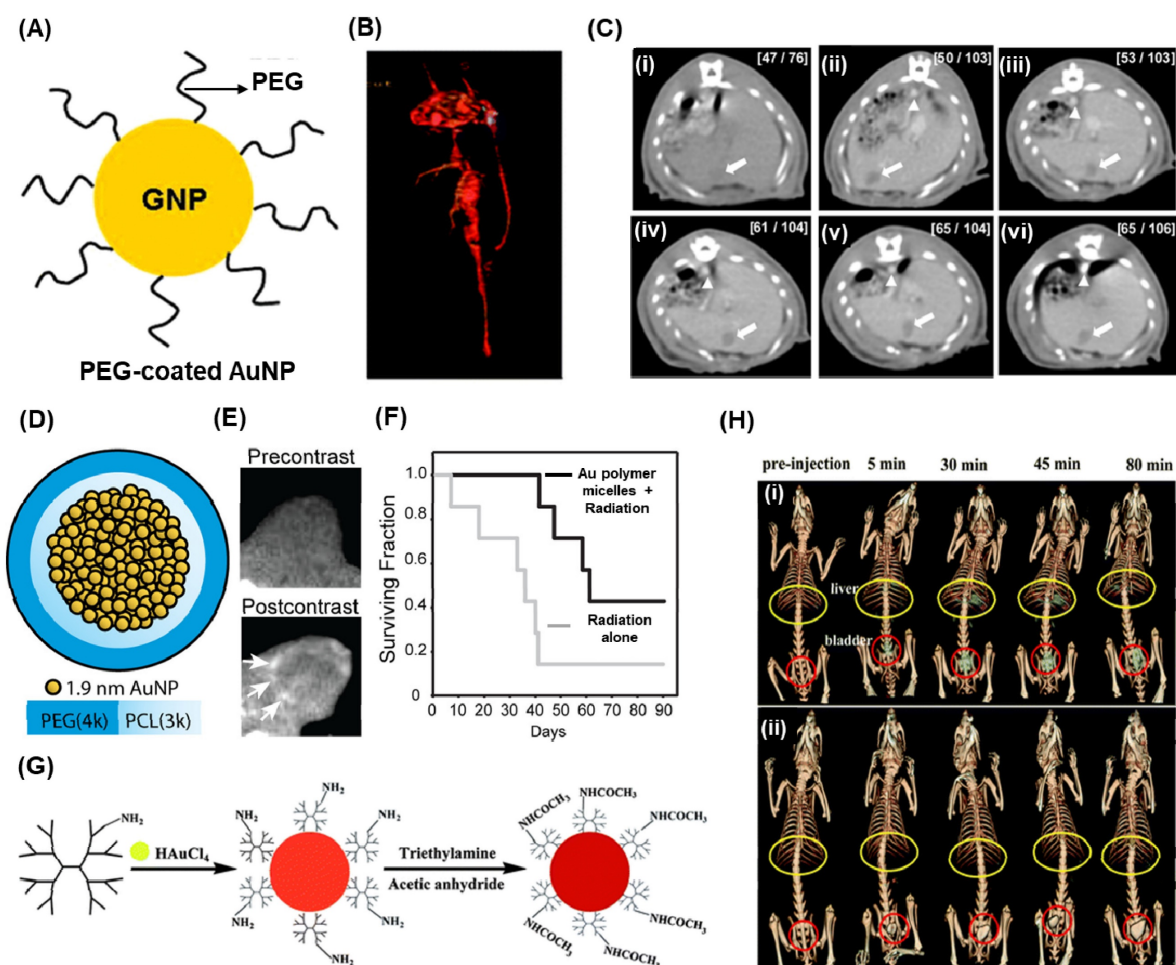 (A)
PEG
GNP
PEG-coated AuNP
(B)
(C)
(i)
[47 / 76]
(ii)
[50 / 103]
(iii)
[53 / 103]
(iv)
[61 / 104]
(v)
[65 / 104]
(vi)
[65 / 106]
(D)
1.9 nm AuNP
PEG(4k) PCL(3k)
(E)
Precontrast
Postcontrast
(F)
Surviving Fraction
1.0
0.8
0.6
0.4
0.2
0
0 10 20 30 40 50 60 70 80 90
Days
Au polymer
micelles +
Radiation
Radiation
alone
(G)
NH2
HAuCl4
NH2
NH2
NH2
NH2
NH2
NH2
Triethylamine
Acetic anhydride
NHCOCH3
NHCOCH3
NHCOCH3
NHCOCH3
NHCOCH3
NHCOCH3
(H)
pre-injection 5 min 30 min 45 min 80 min
(i)
liver
bladder
(ii)